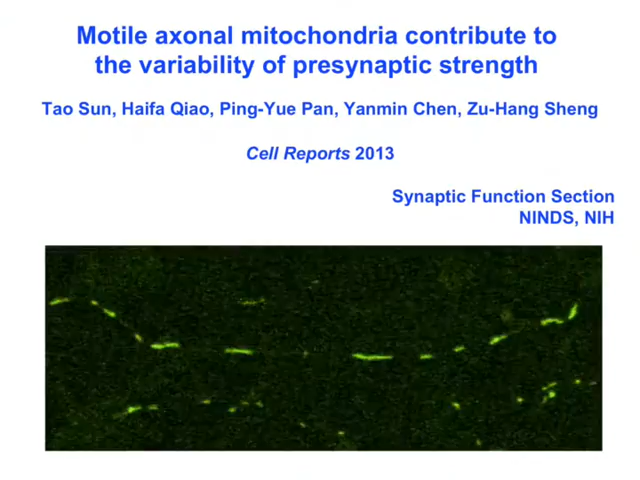 Motile axonal mitochondria contribute to
the variability of presynaptic strength
Tao Sun, Haifa Qiao, Ping-Yue Pan, Yanmin Chen, Zu-Hang Sheng
Cell Reports 2013
Synaptic Function Section
NINDS, NIH